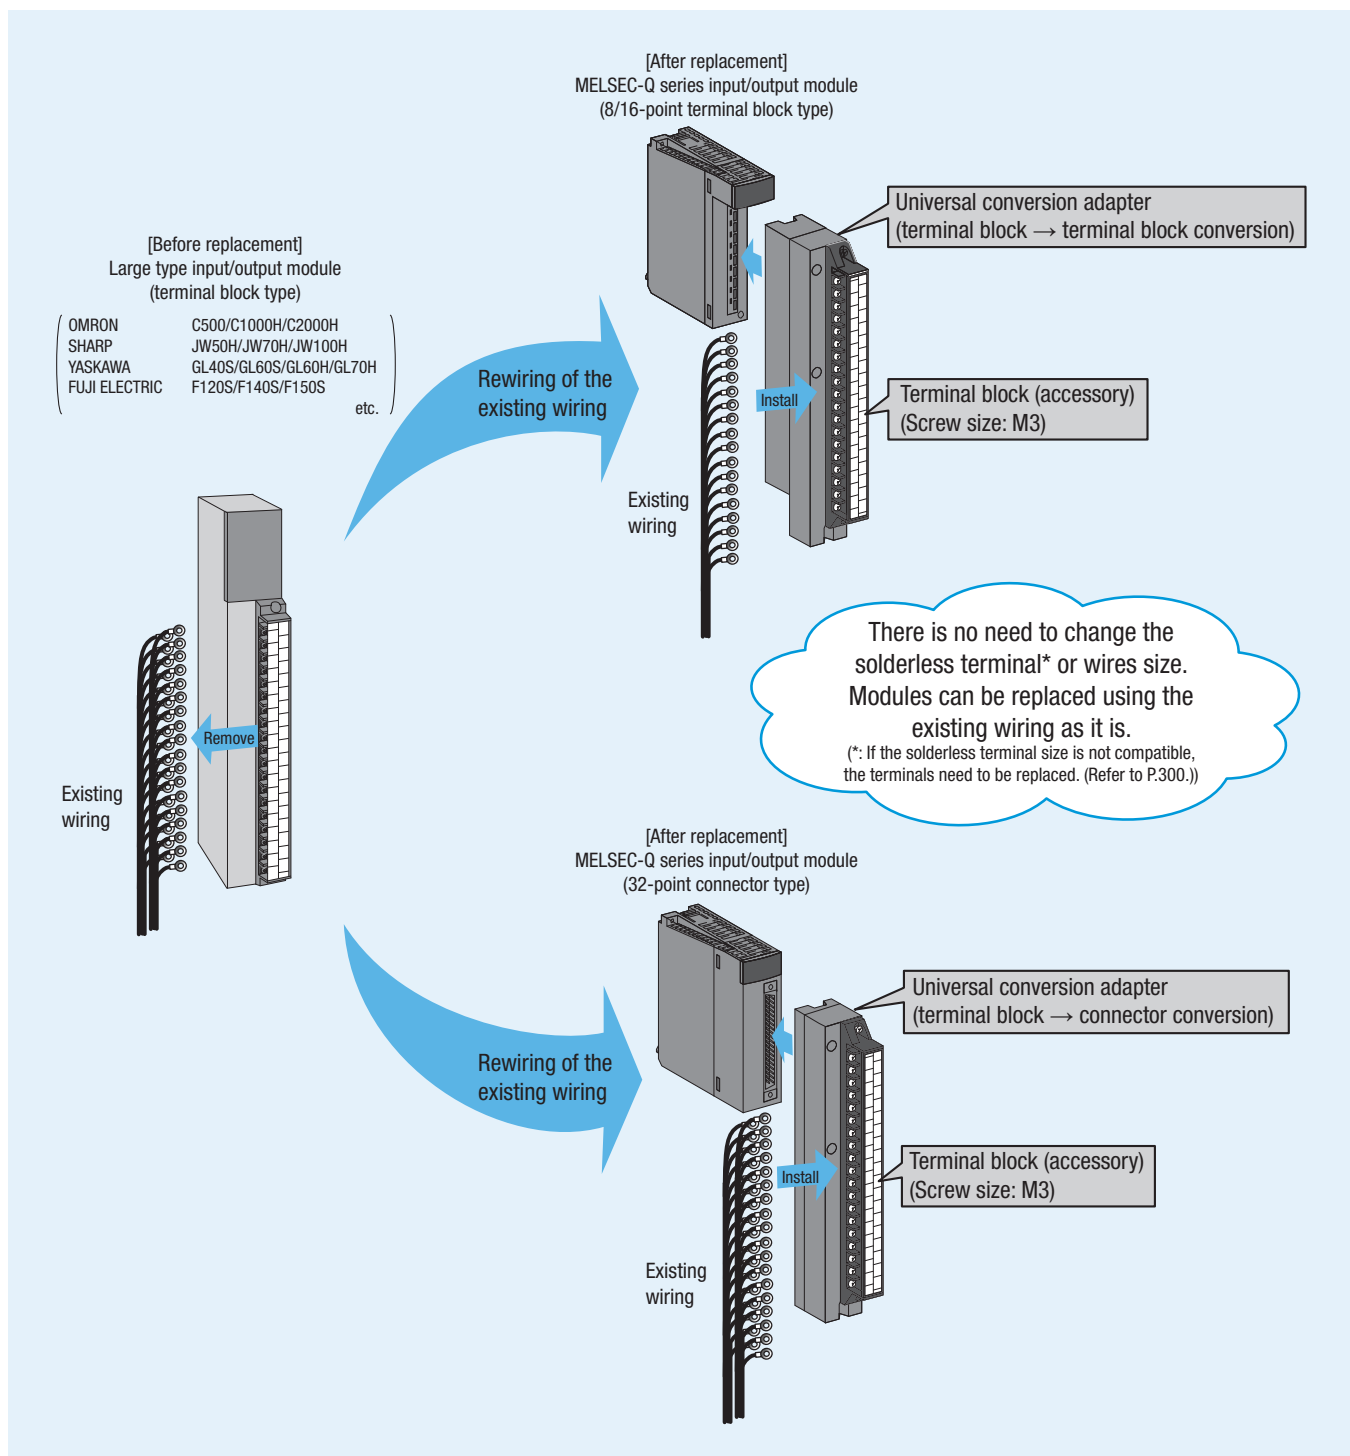 [After replacement]
MELSEC-Q series input/output module
(8/16-point terminal block type)
Universal conversion adapter
(terminal block → terminal block conversion)
[Before replacement]
Large type input/output module
(terminal block type)
OMRON C500/C1000H/C2000H
SHARP JW50H/JW70H/JW100H
YASKAWA GL40S/GL60S/GL60H/GL70H
FUJI ELECTRIC F120S/F140S/F150S
etc.
Rewiring of the
existing wiring
Install
Terminal block (accessory)
(Screw size: M3)
Existing
wiring
There is no need to change the
solderless terminal* or wires size.
Modules can be replaced using the
existing wiring as it is.
(*: If the solderless terminal size is not compatible,
the terminals need to be replaced. (Refer to P.300.))
Remove
Existing
wiring
[After replacement]
MELSEC-Q series input/output module
(32-point connector type)
Universal conversion adapter
(terminal block → connector conversion)
Rewiring of the
existing wiring
Install
Terminal block (accessory)
(Screw size: M3)
Existing
wiring